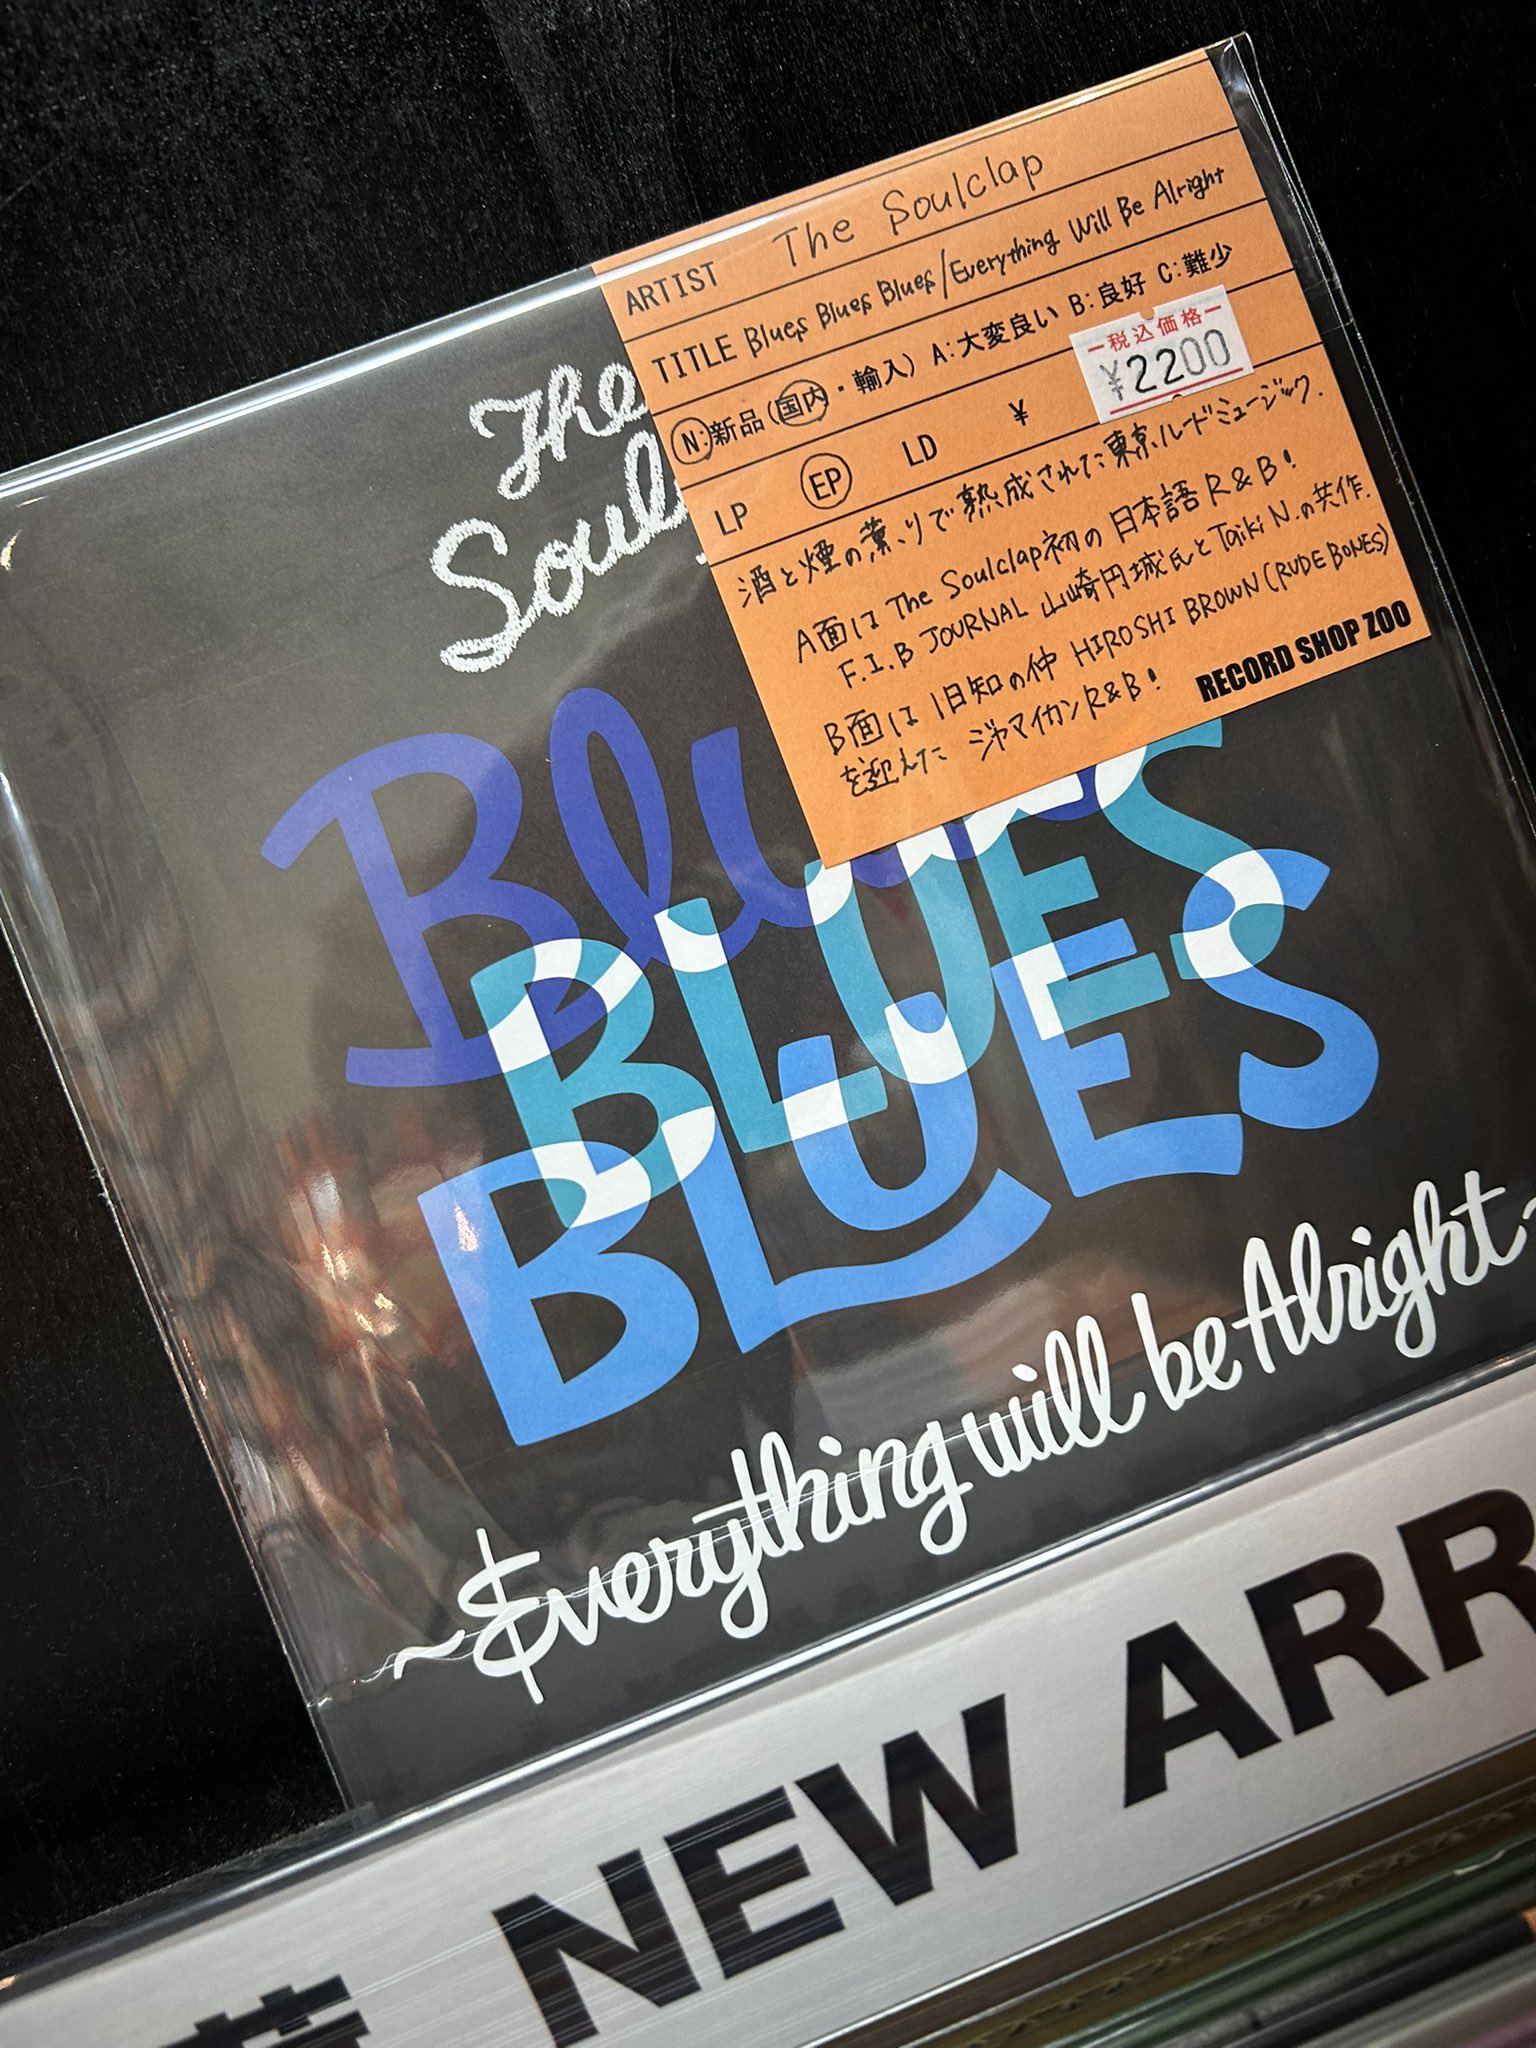 ARTIST The Soulclap
TITLE Blues Blues Blues/Everything Will Be Alright
N:新品(国内・輸入) A:大変良い B:良好 C:難少
税込価格
¥2200
LP EP LD ¥
酒と煙の薫りで熟成された東京ルードミュージック.
A面は The Soulclap初の日本語R&B!
F.I.B JOURNAL 山崎円城氏とTaiki N.の共作.
B面は 旧知の仲 HIROSHI BROWN(RUDE BONES)
を迎えた ジャマイカンR&B!
RECORD SHOP ZOO
The
Soul
Blues
BLUES
BLUES
~Everything will be Alright~
NEW ARR